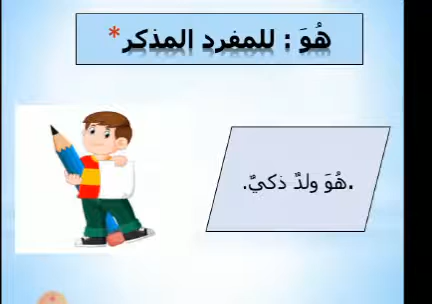 هُوَ : للمفرد المذكر*
.هُوَ ولدٌ ذكيٌ.